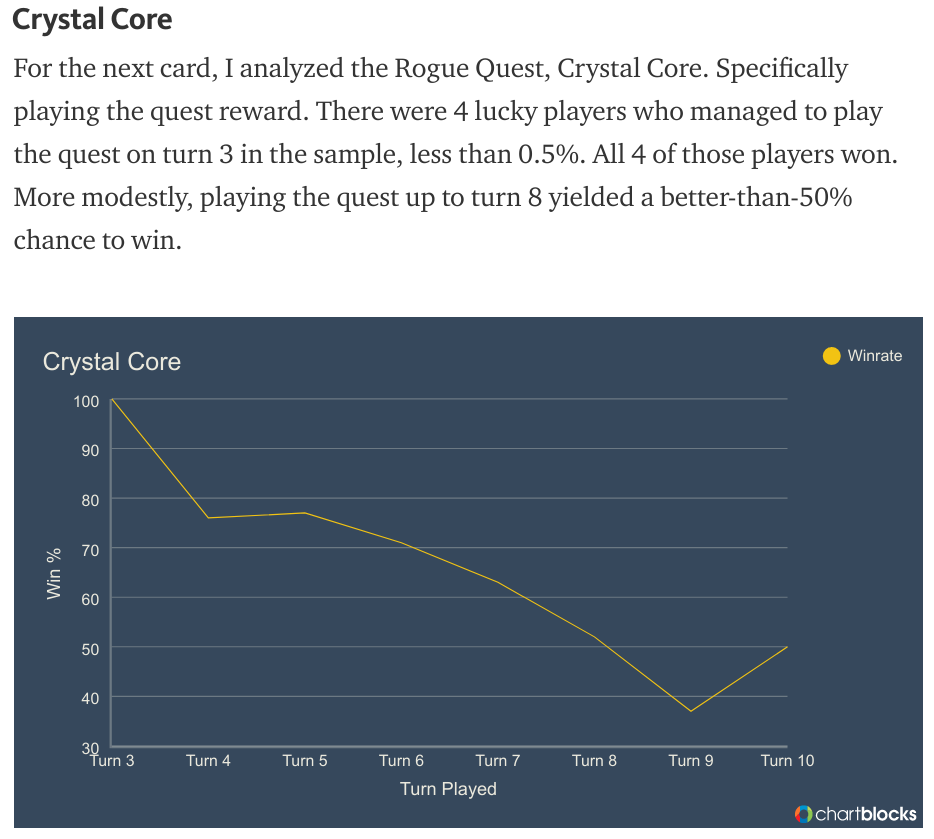 Crystal Core
For the next card, I analyzed the Rogue Quest, Crystal Core. Specifically
playing the quest reward. There were 4 lucky players who managed to play
the quest on turn 3 in the sample, less than 0.5%. All 4 of those players won.
More modestly, playing the quest up to turn 8 yielded a better-than-50%
chance to win.
Crystal Core
Winrate
100
90
80
70
60
50
40
30
Win %
Turn 3 Turn 4 Turn 5 Turn 6 Turn 7 Turn 8 Turn 9 Turn 10
Turn Played
chartblocks